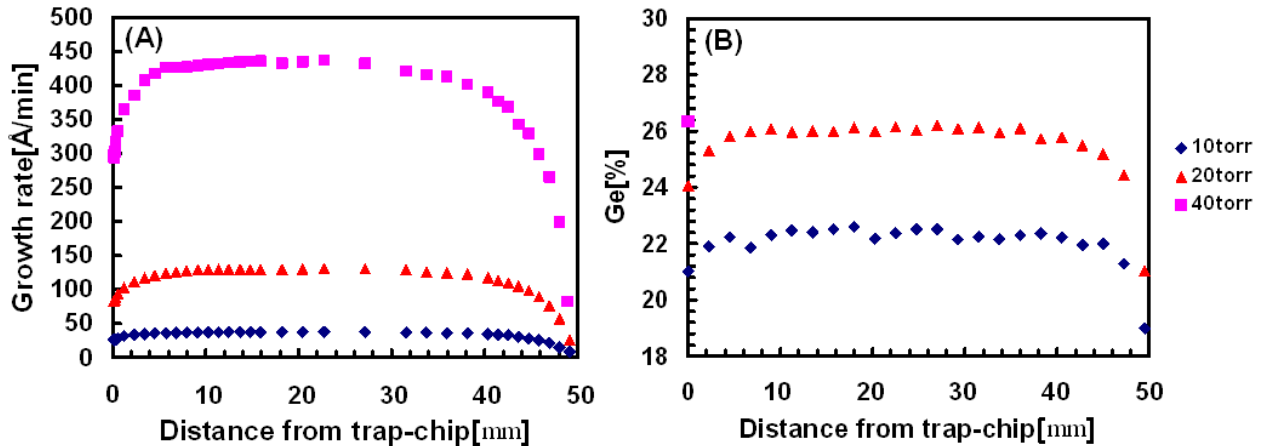 (A)
Growth rate[Å/min]
500
450
400
350
300
250
200
150
100
50
0
0 10 20 30 40 50
Distance from trap-chip[mm]
(B)
Ge[%]
30
28
26
24
22
20
18
0 10 20 30 40 50
Distance from trap-chip[mm]
10torr
20torr
40torr